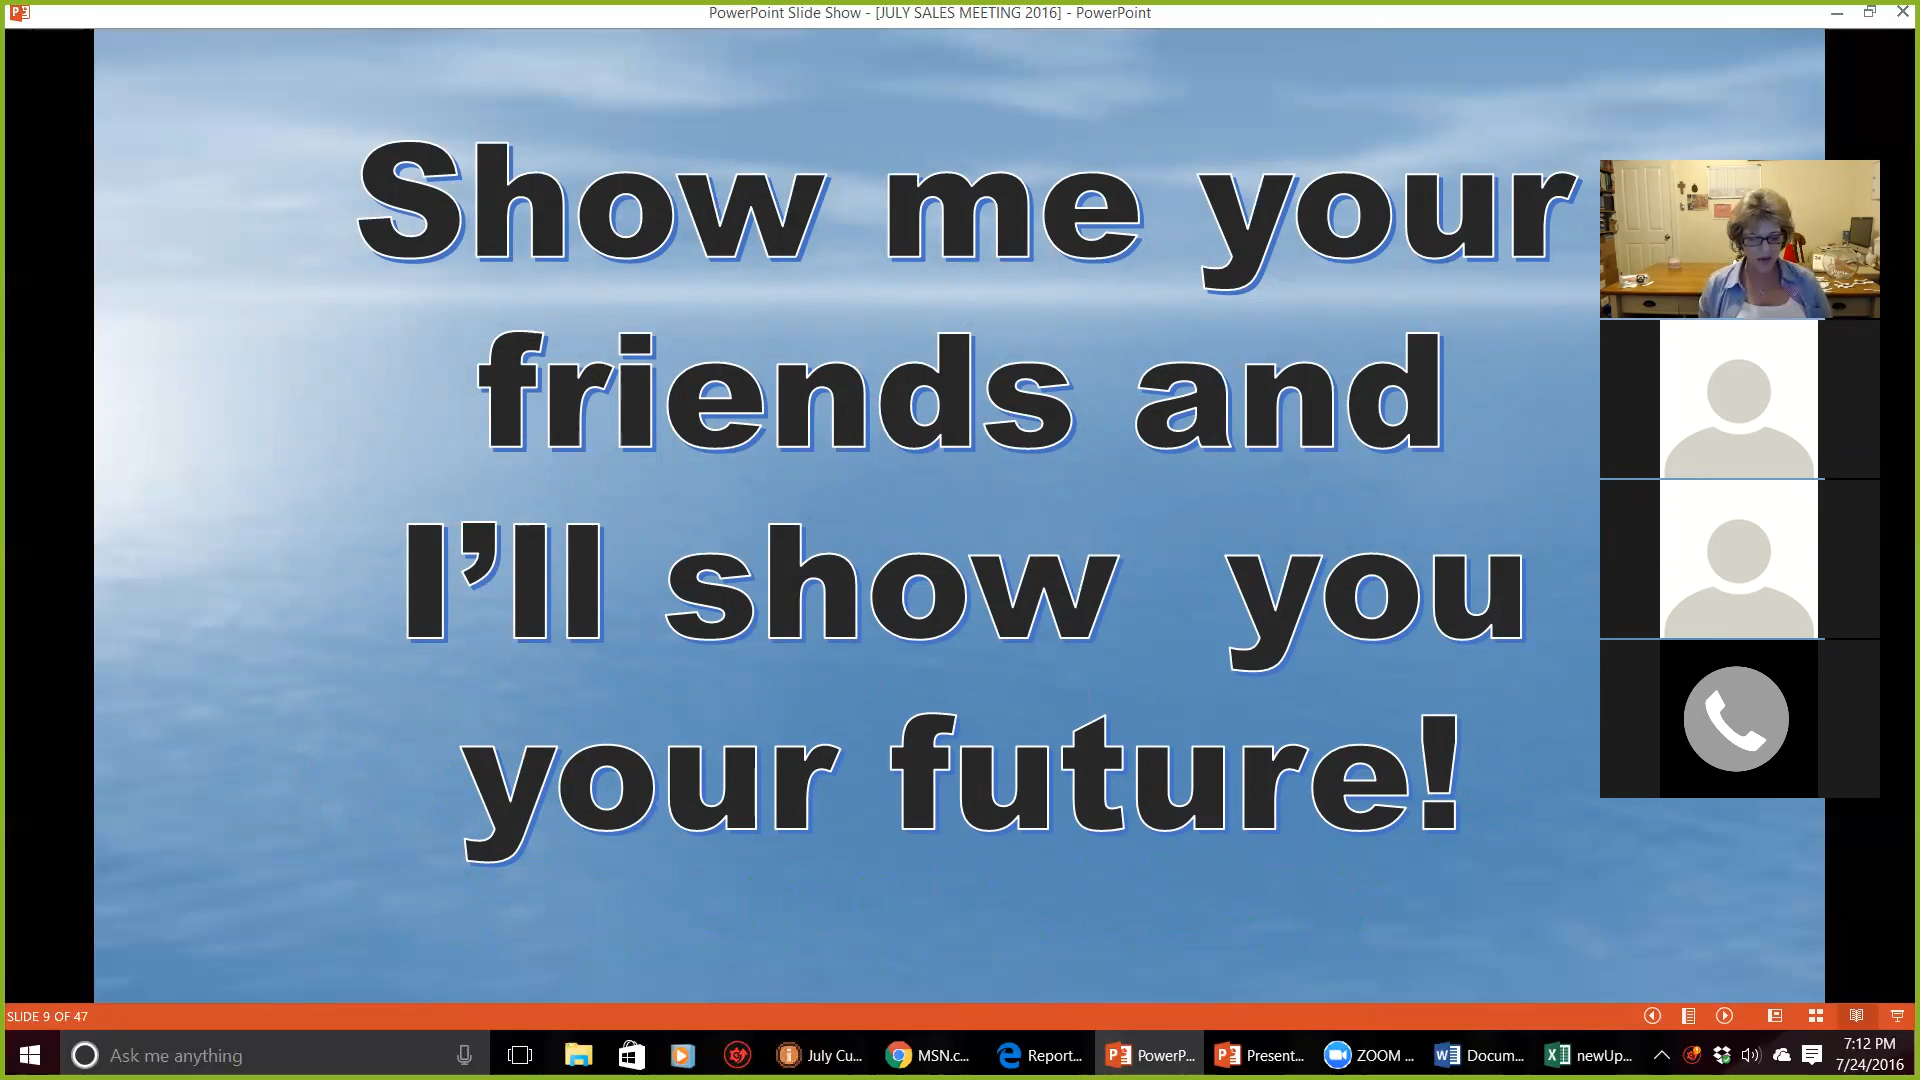 PowerPoint Slide Show - [JULY SALES MEETING 2016] - PowerPoint
Show me your
friends and
I’ll show you
your future!
SLIDE 9 OF 47
Ask me anything
July Cu...
MSN.c...
Report...
PowerP...
Present...
ZOOM ...
Docum...
newUp...
7:12 PM
7/24/2016